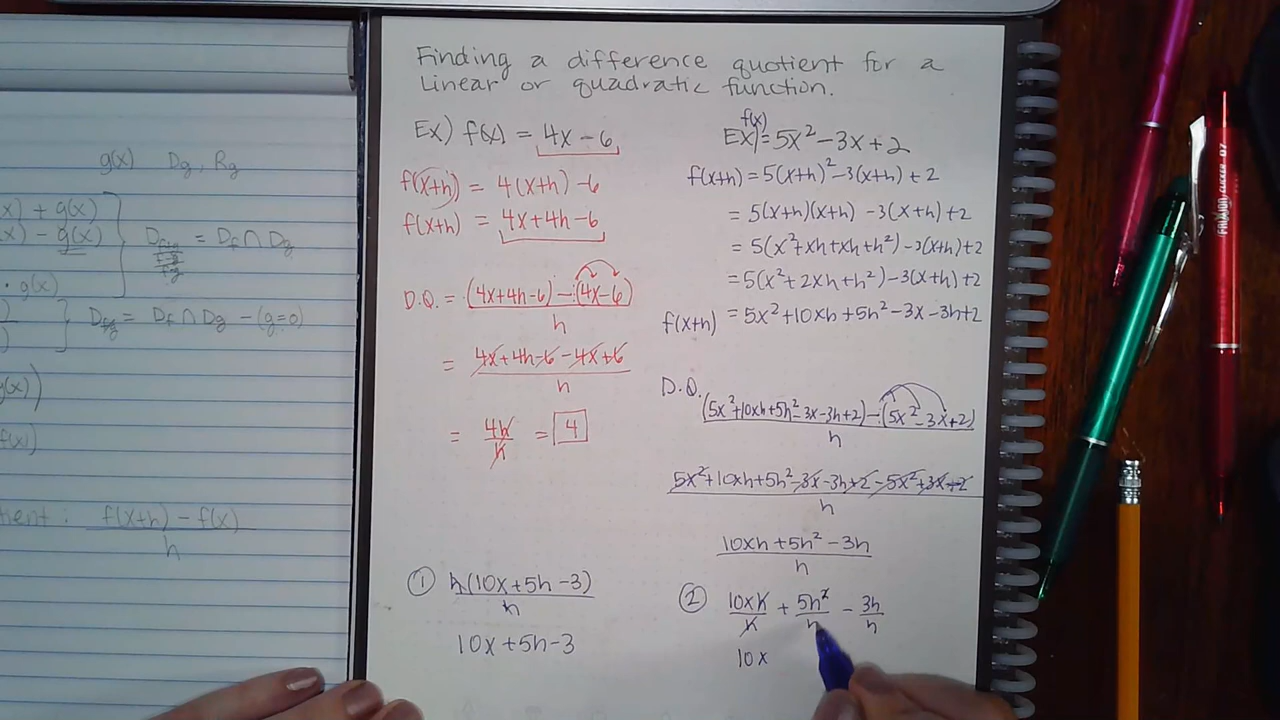 g(x) Dg, Rg
x) + g(x)
x) - g(x)
= Df ∩ Dg
· g(x)
= Df ∩ Dg - (g=0)
g(x))
f(x)
ient : f(x+h) - f(x)
h
Finding a difference quotient for a
Linear or quadratic function.
Ex) f(x) = 4x - 6
f(x+h) = 4(x+h) - 6
f(x+h) = 4x+4h-6
D.Q. = (4x+4h-6) - (4x-6)
h
= 4x+4h-6-4x+6
h
= 4h = 4
h
① h(10x+5h-3)
h
10x+5h-3
f(x)
Ex) = 5x² - 3x + 2
f(x+h) = 5(x+h)² - 3(x+h) + 2
= 5(x+h)(x+h) - 3(x+h) + 2
= 5(x²+xh+xh+h²) - 3(x+h)+2
= 5(x²+2xh+h²) - 3(x+h)+2
f(x+h) = 5x²+10xh+5h²-3x-3h+2
D.Q.
(5x²+10xh+5h²-3x-3h+2) - (5x²-3x+2)
h
5x²+10xh+5h²-3x-3h+2-5x²+3x-2
h
10xh+5h²-3h
h
② 10xh + 5h² - 3h
h h h
10x
FRIXION CLICKER 07